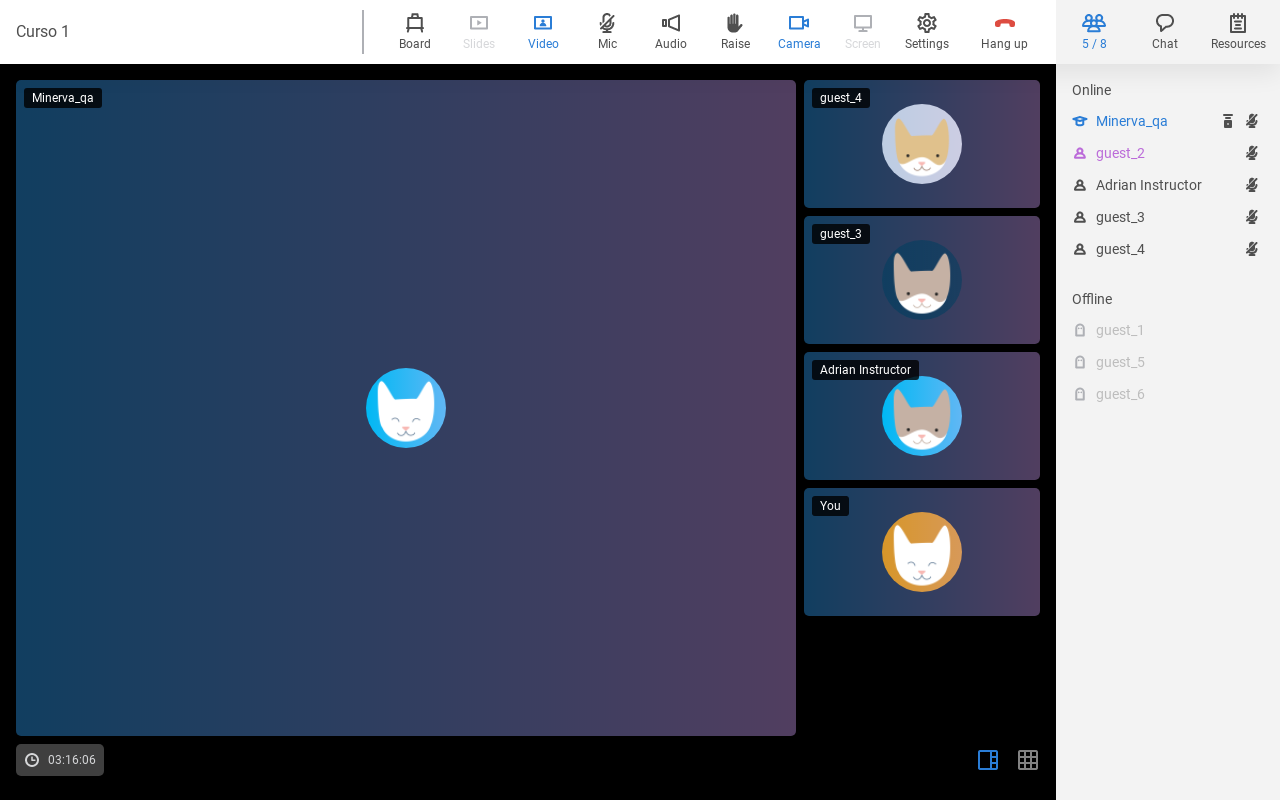 Curso 1
Board
Slides
Video
Mic
Audio
Raise
Camera
Screen
Settings
Hang up
5 / 8
Chat
Resources
Minerva_qa
guest_4
guest_3
Adrian Instructor
You
03:16:06
Online
Minerva_qa
guest_2
Adrian Instructor
guest_3
guest_4
Offline
guest_1
guest_5
guest_6